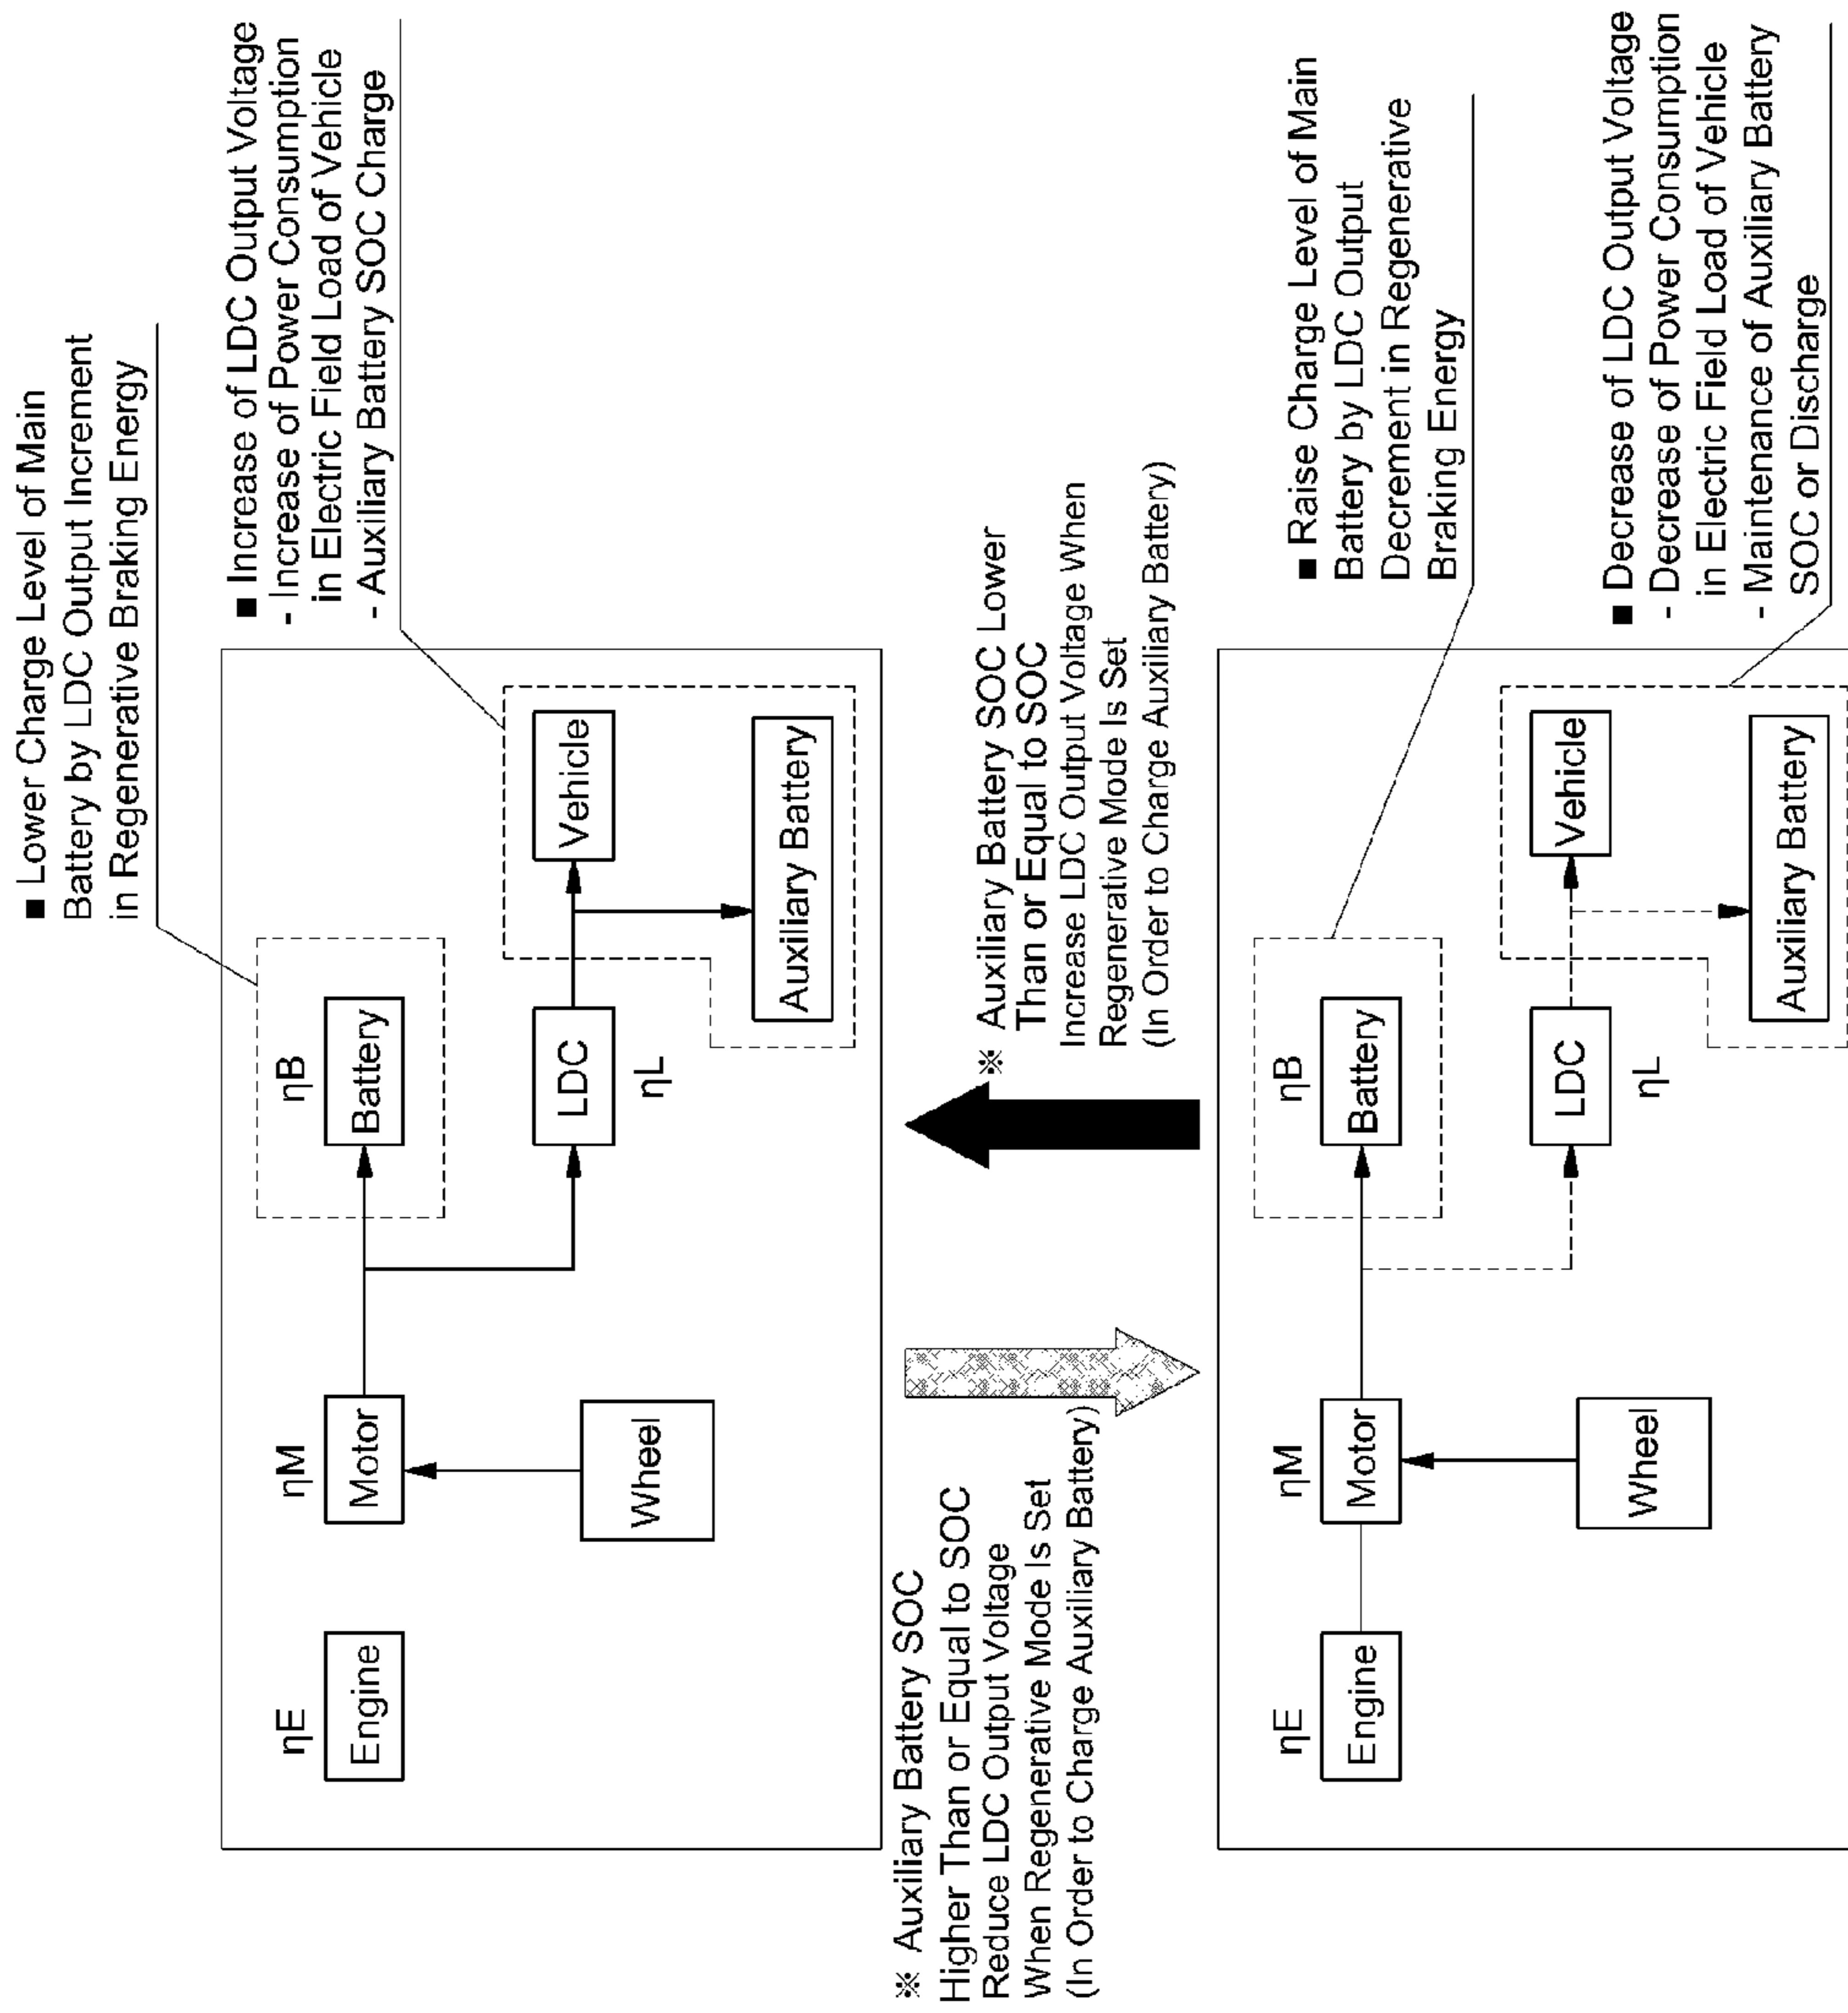 ■ Lower Charge Level of Main
Battery by LDC Output Increment
in Regenerative Braking Energy
■ Increase of LDC Output Voltage
- Increase of Power Consumption
in Electric Field Load of Vehicle
- Auxiliary Battery SOC Charge
ηE
Engine
ηM
Motor
Wheel
ηB
Battery
LDC
ηL
Vehicle
Auxiliary Battery
※ Auxiliary Battery SOC
Higher Than or Equal to SOC
Reduce LDC Output Voltage
When Regenerative Mode Is Set
(In Order to Charge Auxiliary Battery)
※ Auxiliary Battery SOC Lower
Than or Equal to SOC
Increase LDC Output Voltage When
Regenerative Mode Is Set
(In Order to Charge Auxiliary Battery)
■ Raise Charge Level of Main
Battery by LDC Output
Decrement in Regenerative
Braking Energy
ηE
Engine
ηM
Motor
Wheel
ηB
Battery
LDC
ηL
Vehicle
Auxiliary Battery
■ Decrease of LDC Output Voltage
- Decrease of Power Consumption
in Electric Field Load of Vehicle
- Maintenance of Auxiliary Battery
SOC or Discharge